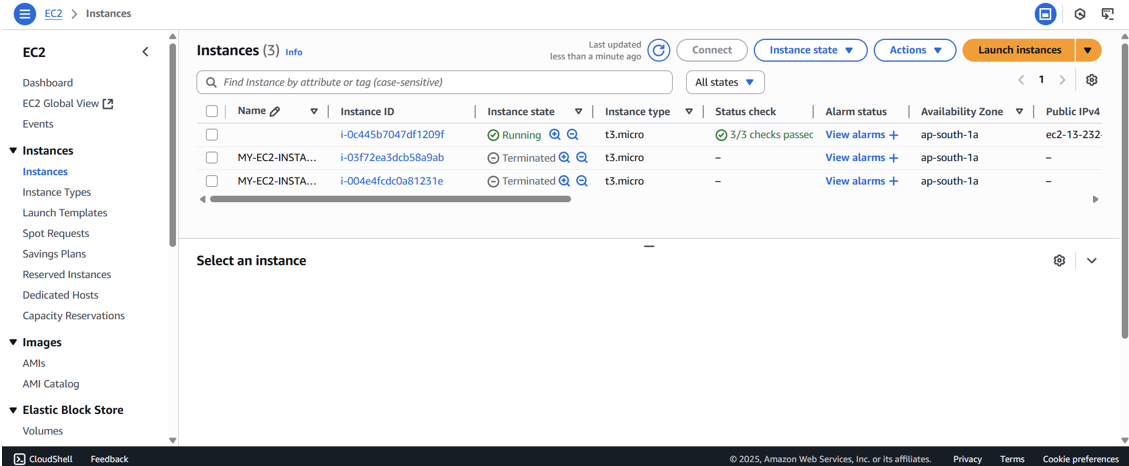 EC2 > Instances
EC2
Dashboard
EC2 Global View
Events
Instances
Instances
Instance Types
Launch Templates
Spot Requests
Savings Plans
Reserved Instances
Dedicated Hosts
Capacity Reservations
Images
AMIs
AMI Catalog
Elastic Block Store
Volumes
Instances (3) Info
Last updated
less than a minute ago
Connect
Instance state
Actions
Launch instances
Find Instance by attribute or tag (case-sensitive)
All states
1
Name Instance ID Instance state Instance type Status check Alarm status Availability Zone Public IPv4
i-0c445b7047df1209f Running t3.micro 3/3 checks passed View alarms + ap-south-1a ec2-13-232-
MY-EC2-INSTA... i-03f72ea3dcb58a9ab Terminated t3.micro – View alarms + ap-south-1a –
MY-EC2-INSTA... i-004e4fcdc0a81231e Terminated t3.micro – View alarms + ap-south-1a –
Select an instance
CloudShell Feedback © 2025, Amazon Web Services, Inc. or its affiliates. Privacy Terms Cookie preferences